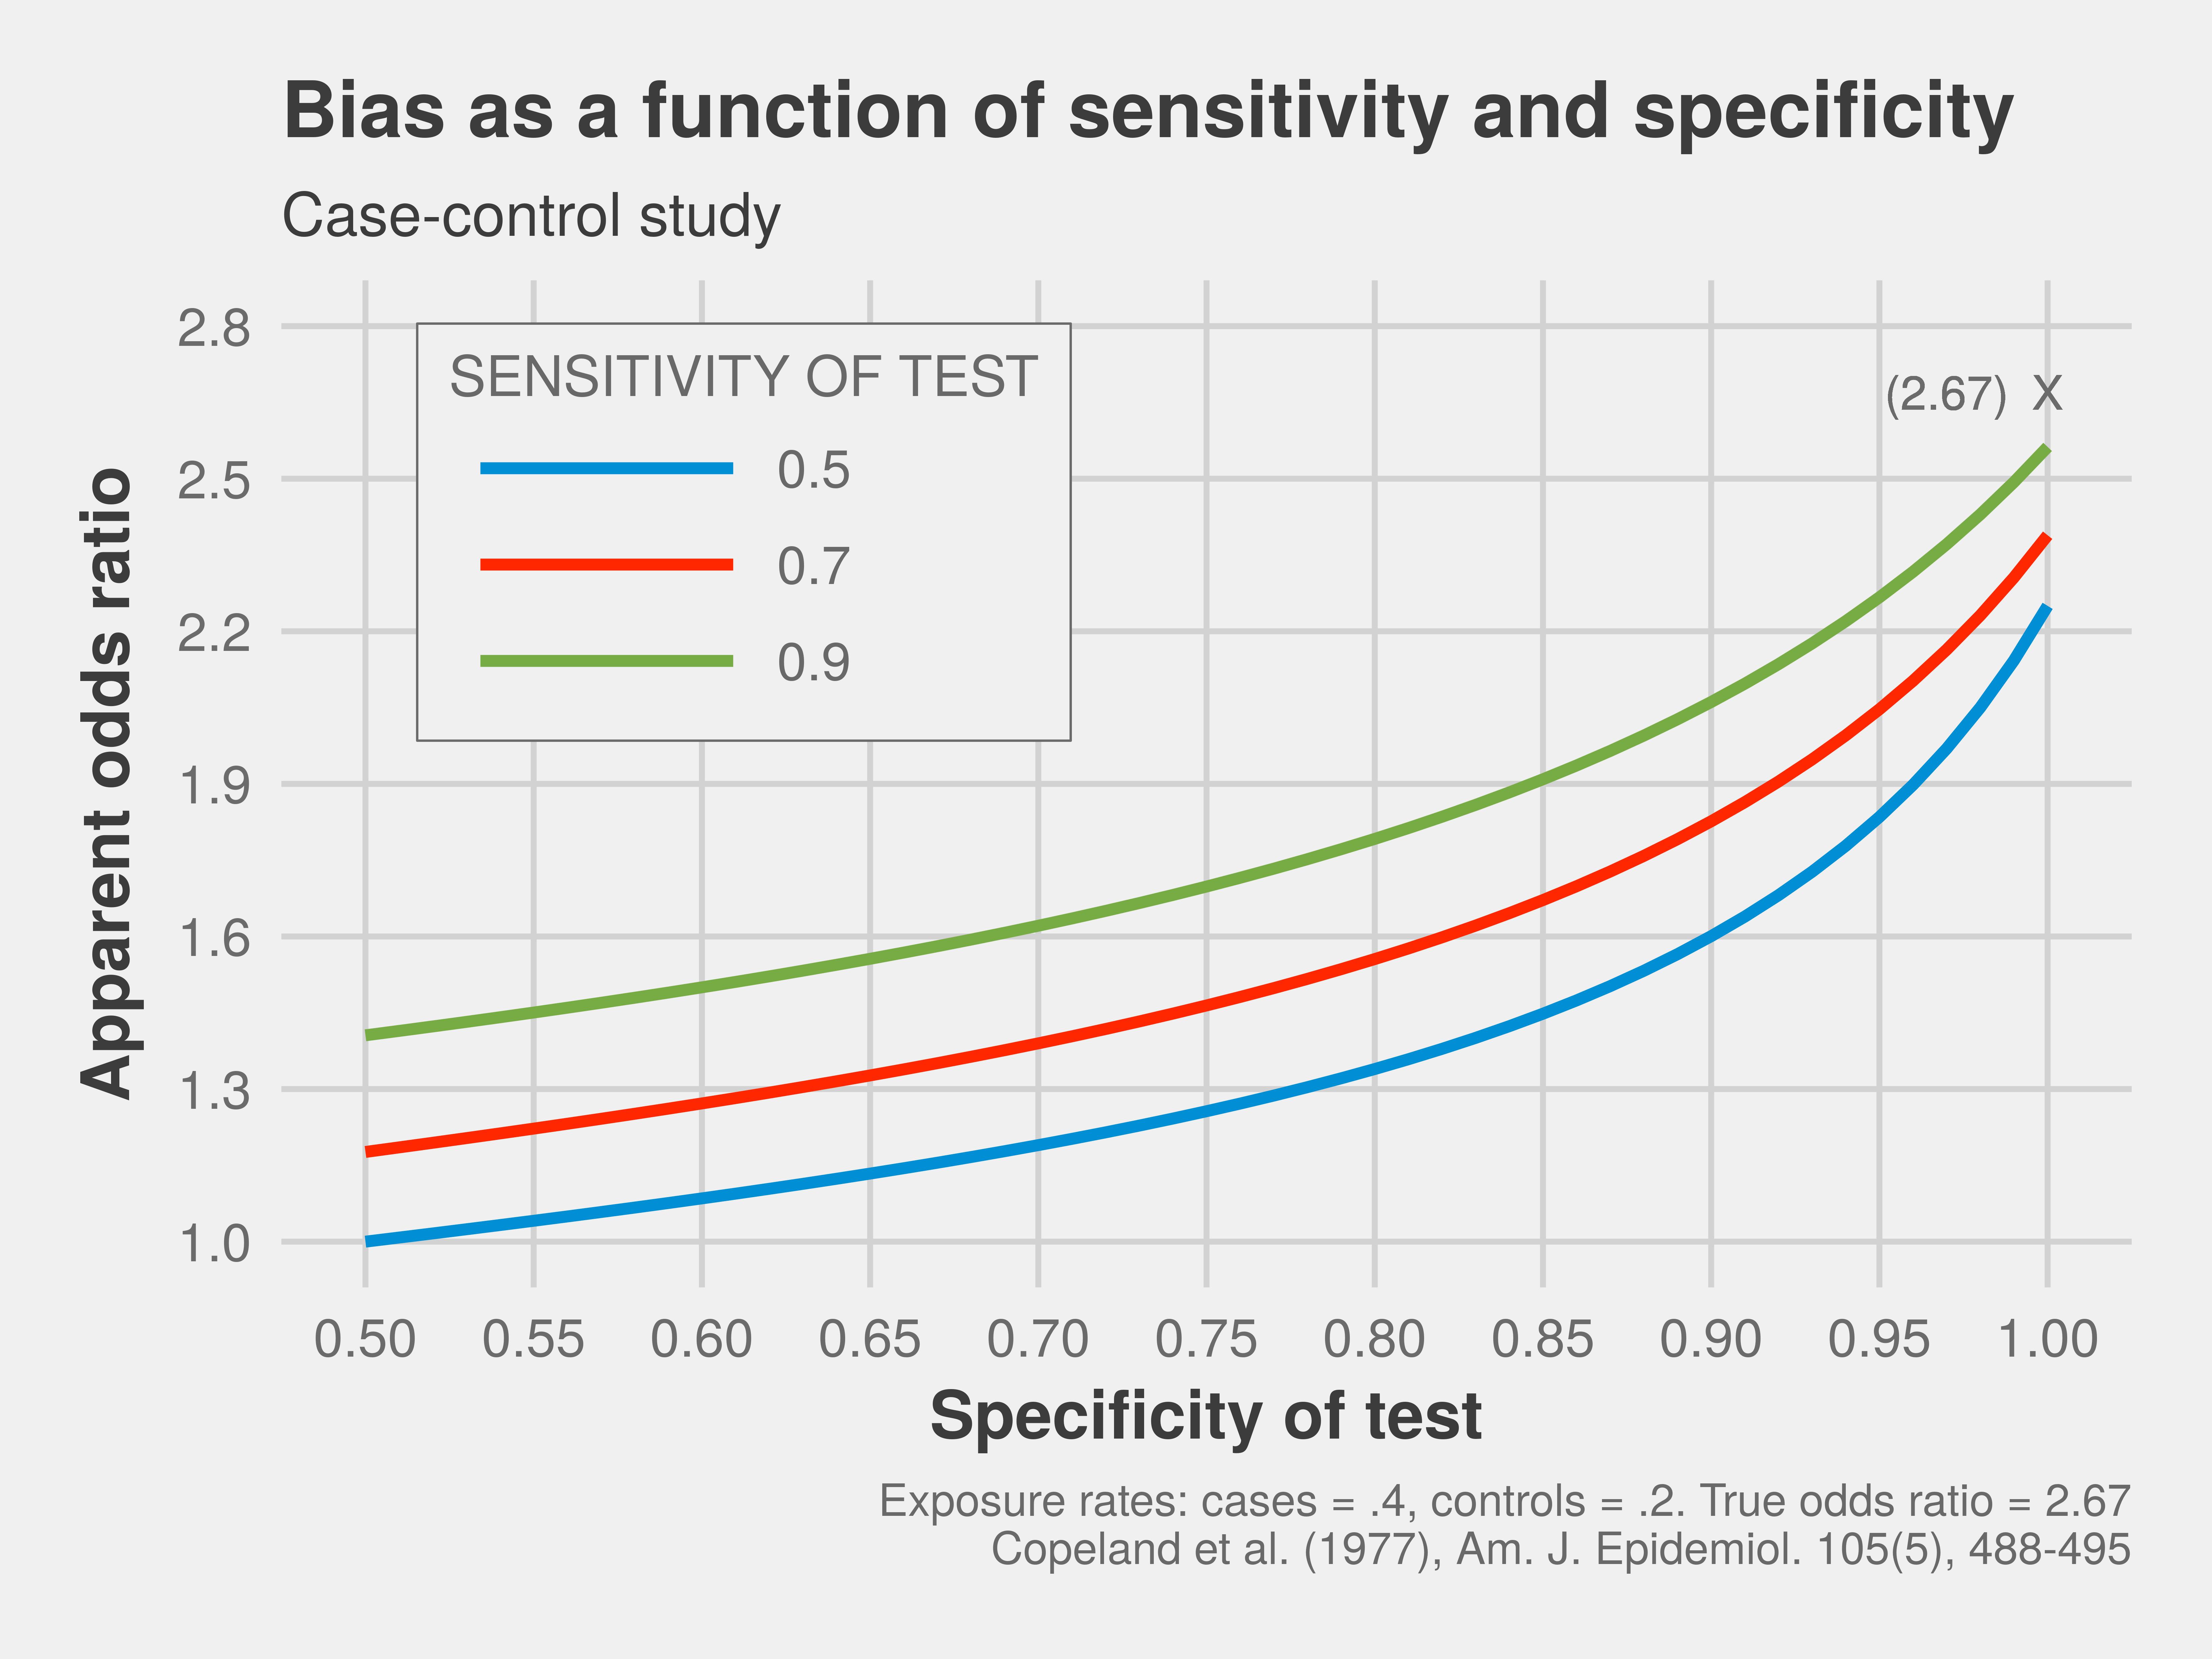 Bias as a function of sensitivity and specificity
Case-control study
2.8
2.5
2.2
1.9
1.6
1.3
1.0
Apparent odds ratio
SENSITIVITY OF TEST
0.5
0.7
0.9
(2.67) X
0.50 0.55 0.60 0.65 0.70 0.75 0.80 0.85 0.90 0.95 1.00
Specificity of test
Exposure rates: cases = .4, controls = .2. True odds ratio = 2.67
Copeland et al. (1977), Am. J. Epidemiol. 105(5), 488-495